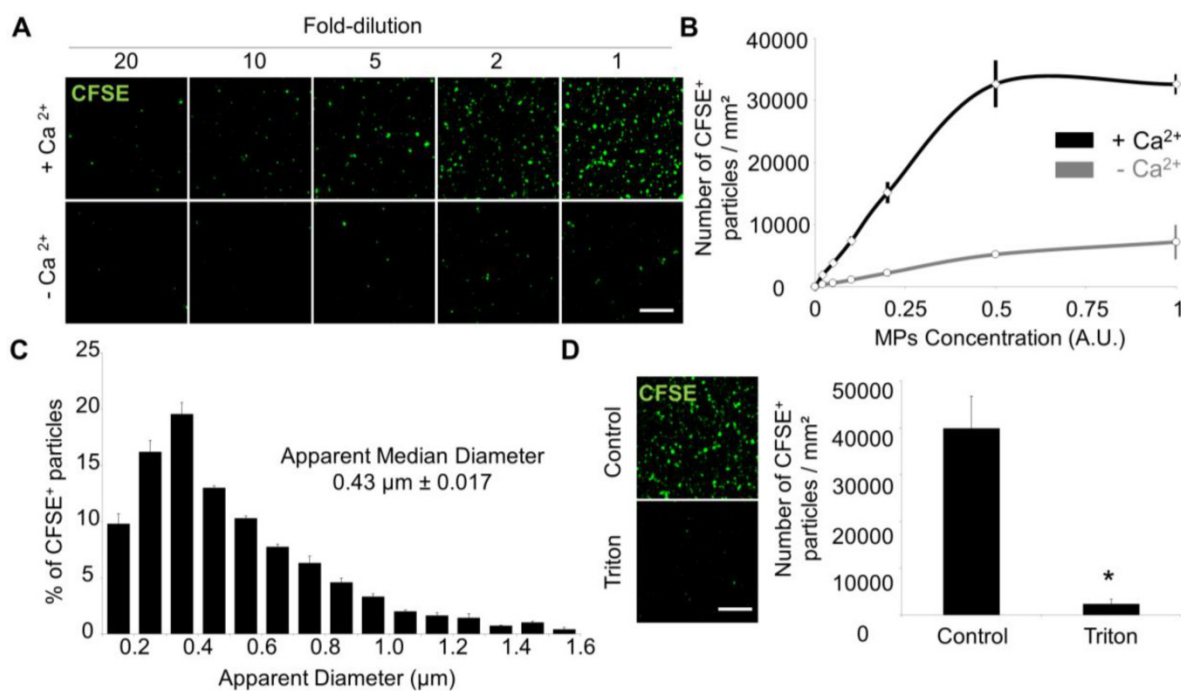 A
Fold-dilution
20 10 5 2 1
CFSE
+ Ca²⁺
- Ca²⁺
B
Number of CFSE⁺
particles / mm²
40000
30000
20000
10000
0
+ Ca²⁺
- Ca²⁺
0 0.25 0.5 0.75 1
MPs Concentration (A.U.)
C
% of CFSE⁺ particles
25
20
15
10
5
0
Apparent Median Diameter
0.43 µm ± 0.017
0.2 0.4 0.6 0.8 1.0 1.2 1.4 1.6
Apparent Diameter (µm)
D
CFSE
Control
Triton
Number of CFSE⁺
particles / mm²
50000
40000
30000
20000
10000
0
*
Control Triton